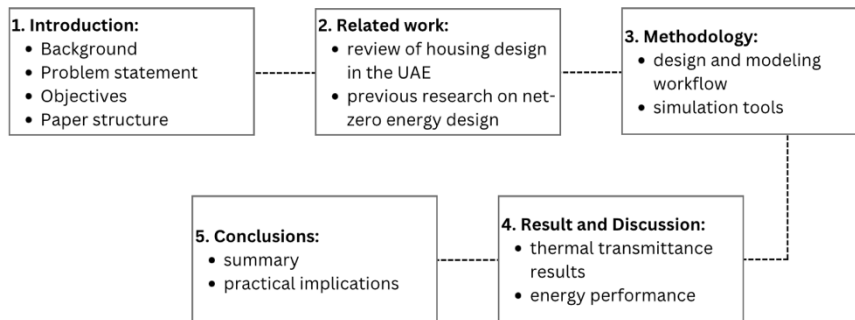 1. Introduction:
• Background
• Problem statement
• Objectives
• Paper structure
2. Related work:
• review of housing design
in the UAE
• previous research on net-
zero energy design
3. Methodology:
• design and modeling
workflow
• simulation tools
4. Result and Discussion:
• thermal transmittance
results
• energy performance
5. Conclusions:
• summary
• practical implications